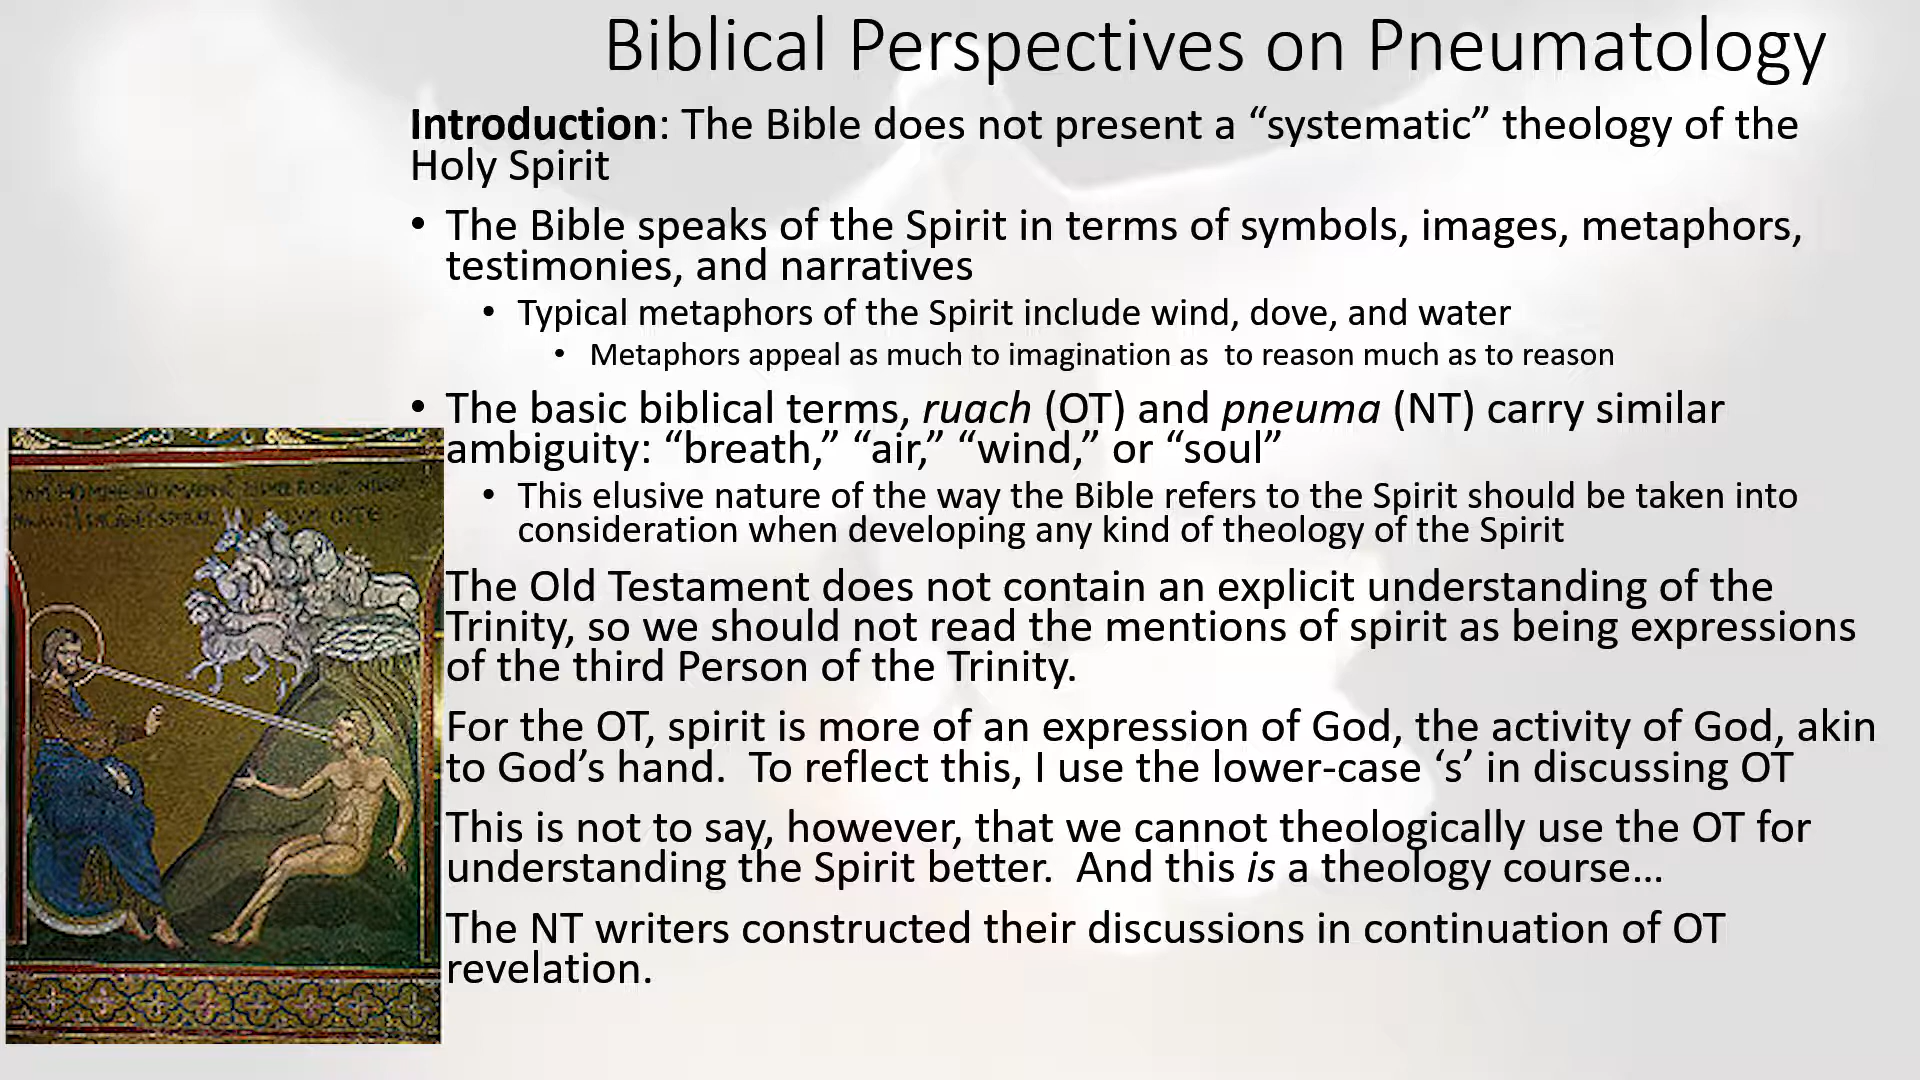 Biblical Perspectives on Pneumatology
Introduction: The Bible does not present a “systematic” theology of the
Holy Spirit
• The Bible speaks of the Spirit in terms of symbols, images, metaphors,
testimonies, and narratives
• Typical metaphors of the Spirit include wind, dove, and water
• Metaphors appeal as much to imagination as  to reason much as to reason
• The basic biblical terms, ruach (OT) and pneuma (NT) carry similar
ambiguity: “breath,” “air,” “wind,” or “soul”
• This elusive nature of the way the Bible refers to the Spirit should be taken into
consideration when developing any kind of theology of the Spirit
The Old Testament does not contain an explicit understanding of the
Trinity, so we should not read the mentions of spirit as being expressions
of the third Person of the Trinity.
For the OT, spirit is more of an expression of God, the activity of God, akin
to God’s hand.  To reflect this, I use the lower-case ‘s’ in discussing OT
This is not to say, however, that we cannot theologically use the OT for
understanding the Spirit better.  And this is a theology course…
The NT writers constructed their discussions in continuation of OT
revelation.